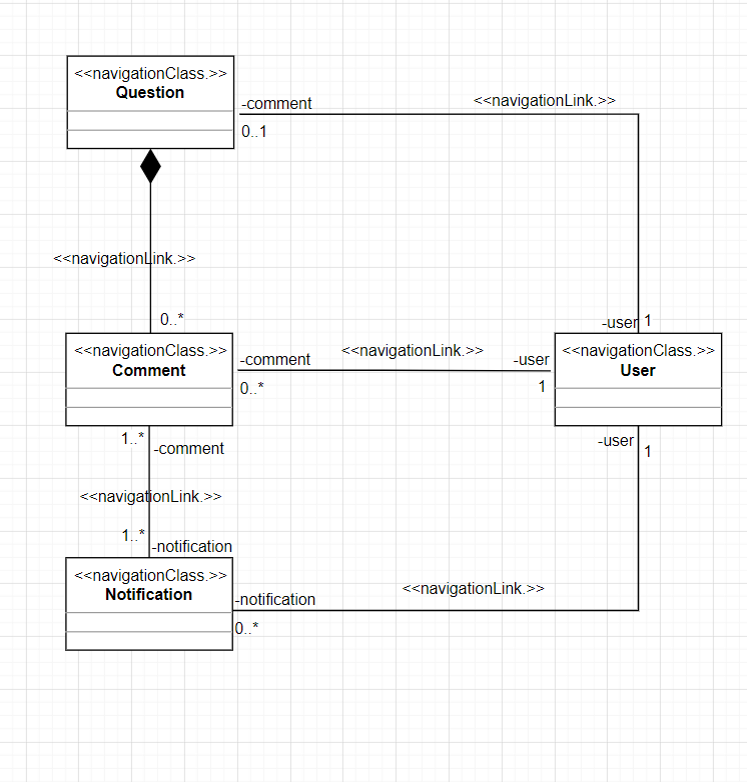 <<navigationClass.>>
Question
-comment
<<navigationLink.>>
0..1
<<navigationLink.>>
0..*
-user
1
<<navigationClass.>>
Comment
-comment
<<navigationLink.>>
-user
0..*
1
<<navigationClass.>>
User
1..*
-comment
-user
1
<<navigationLink.>>
1..*
-notification
<<navigationClass.>>
Notification
-notification
<<navigationLink.>>
0..*